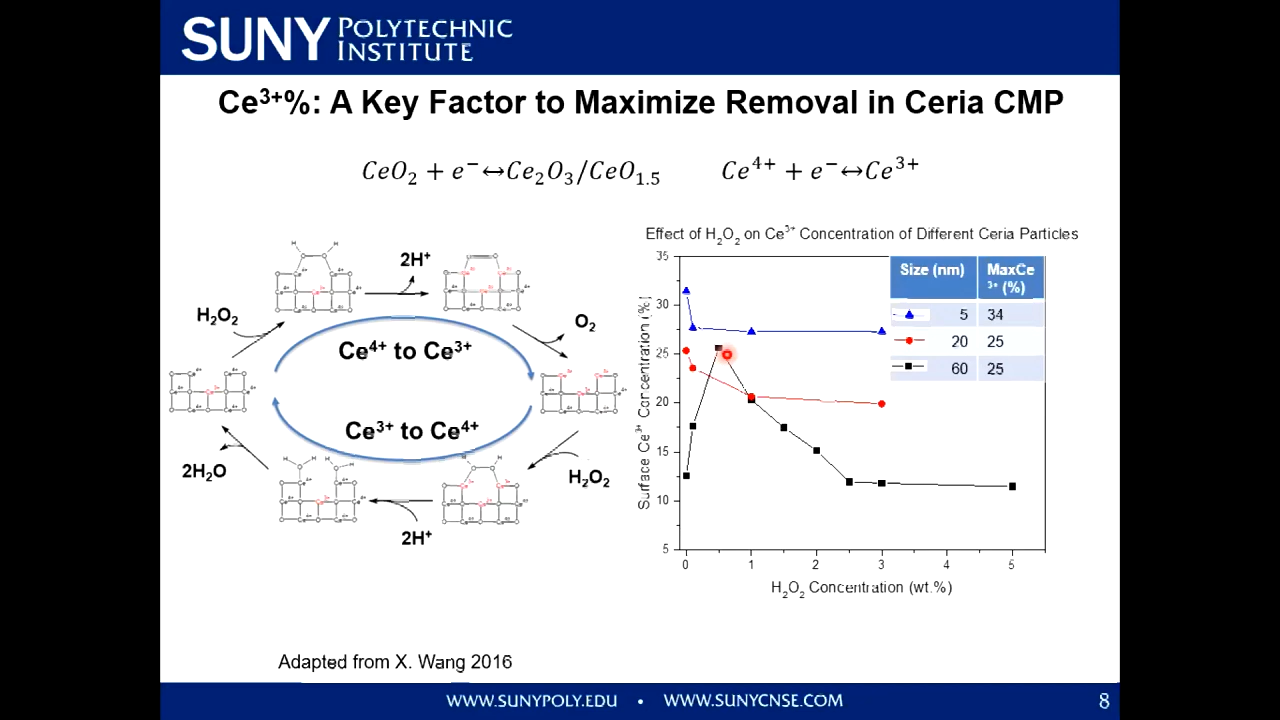 SUNY POLYTECHNIC INSTITUTE
Ce³⁺%: A Key Factor to Maximize Removal in Ceria CMP
CeO₂ + e⁻ ↔ Ce₂O₃/CeO₁.₅
Ce⁴⁺ + e⁻ ↔ Ce³⁺
H₂O₂
2H⁺
O₂
Ce⁴⁺ to Ce³⁺
Ce³⁺ to Ce⁴⁺
2H₂O
H₂O₂
2H⁺
Effect of H₂O₂ on Ce³⁺ Concentration of Different Ceria Particles
Size (nm) MaxCe ³⁺ (%)
5 34
20 25
60 25
Surface Ce³⁺ Concentration (%)
35
30
25
20
15
10
5
0 1 2 3 4 5
H₂O₂ Concentration (wt.%)
Adapted from X. Wang 2016
WWW.SUNYPOLY.EDU • WWW.SUNYCNSE.COM
8